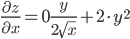 ∂z/∂x = 0 y/(2√x) + 2 · y²